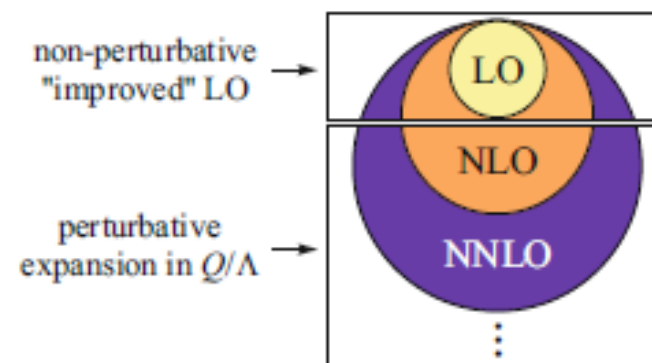 non-perturbative
"improved" LO
LO
NLO
perturbative
expansion in Q/Λ
NNLO
⋮